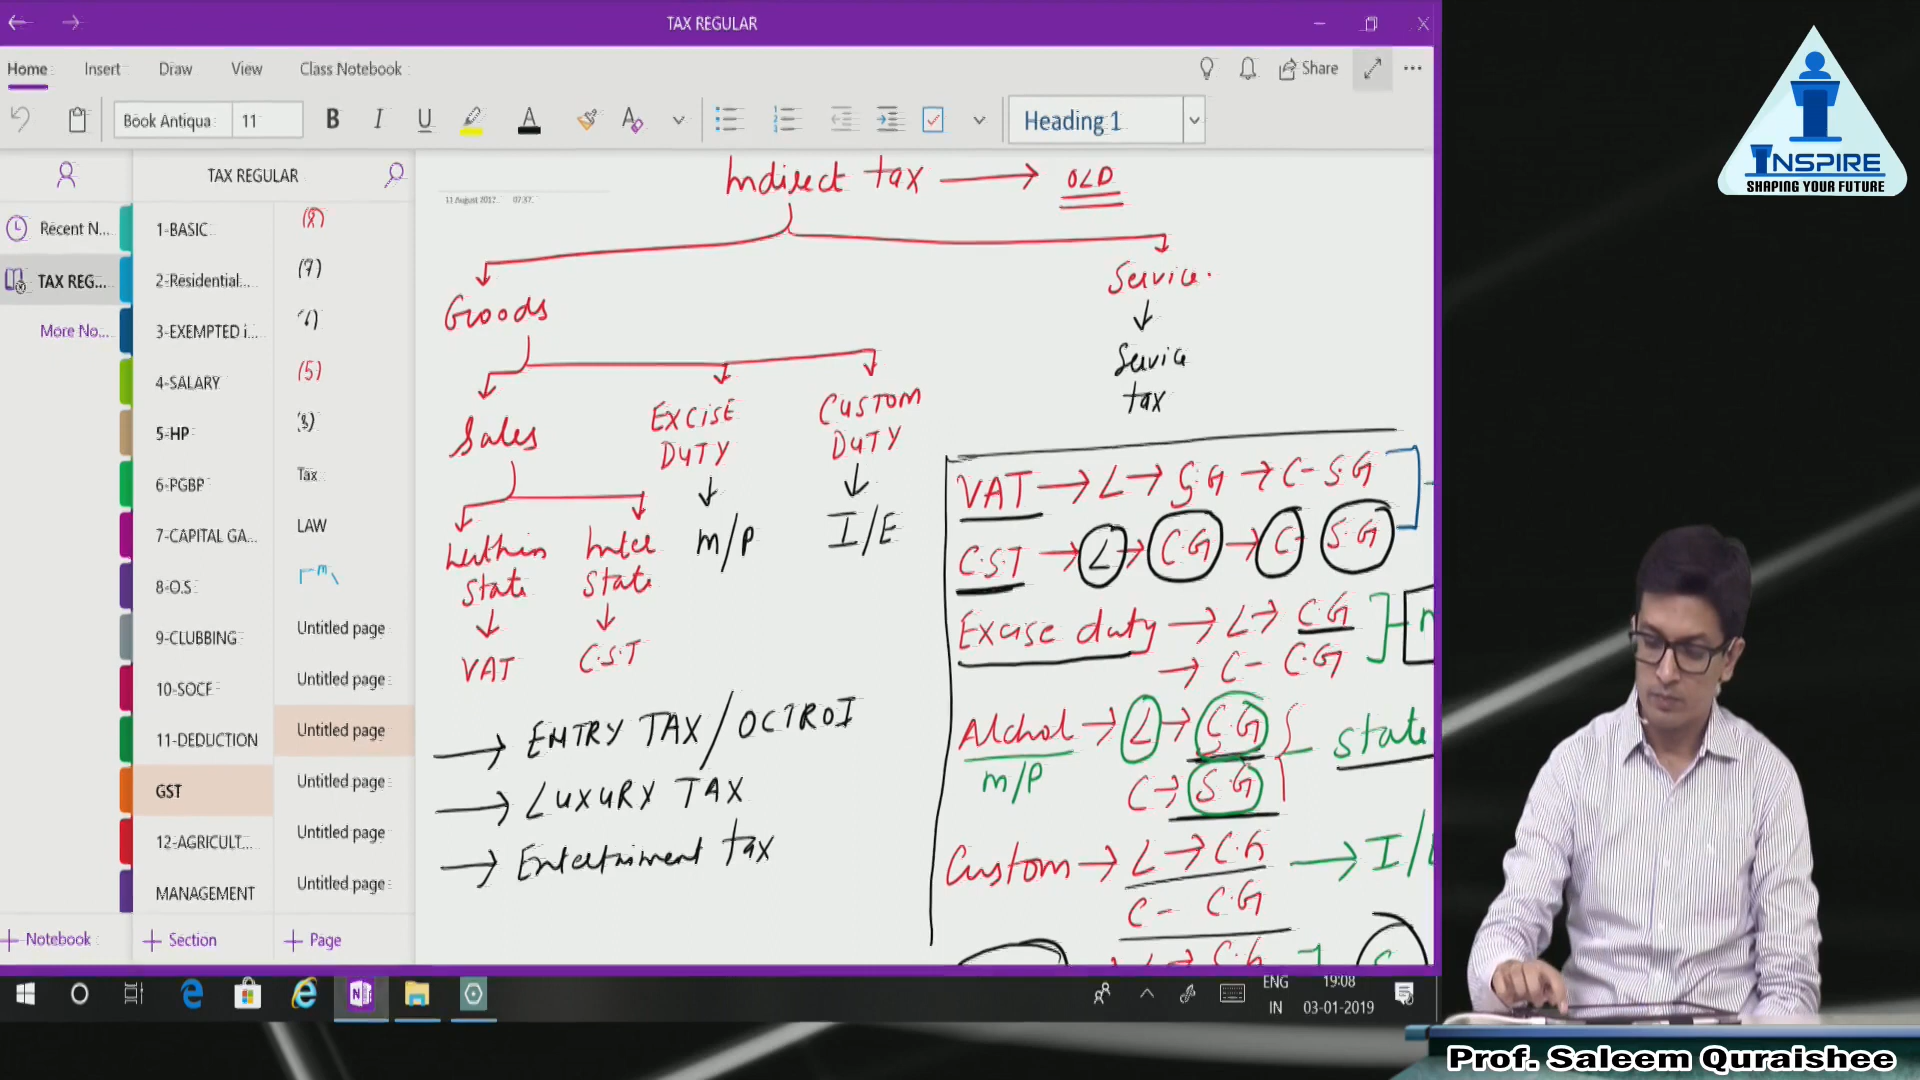 TAX REGULAR
Home Insert Draw View Class Notebook Share
Book Antiqua 11 B I U A Heading 1
TAX REGULAR
Recent N...
TAX REG...
More No...
1-BASIC
2-Residential...
3-EXEMPTED i...
4-SALARY
5-HP
6-PGBP
7-CAPITAL GA...
8-O.S
9-CLUBBING
10-SOCF
11-DEDUCTION
GST
12-AGRICULT...
MANAGEMENT
(8)
(7)
(5)
(3)
Tax
LAW
Untitled page
Untitled page
Untitled page
Untitled page
Untitled page
Untitled page
+ Notebook
+ Section
+ Page
Indirect tax → OLD
07:37
Goods
Service
Service
tax
Sales
EXCISE
DUTY
CUSTOM
DUTY
Within
State
Inter
State
M/P
I/E
VAT
C.S.T
→ ENTRY TAX/OCTROI
→ LUXURY TAX
→ Entertainment tax
VAT → L → S.G → C- S.G
C.S.T → L → C.G → C- S.G
Excise duty → L → C.G
→ C- C.G
Alchol → L → C.G
M/P C → S.G
state
Custom → L → C.G → I/
C- C.G
ENG
IN
19:08
03-01-2019
INSPIRE
SHAPING YOUR FUTURE
Prof. Saleem Quraishee